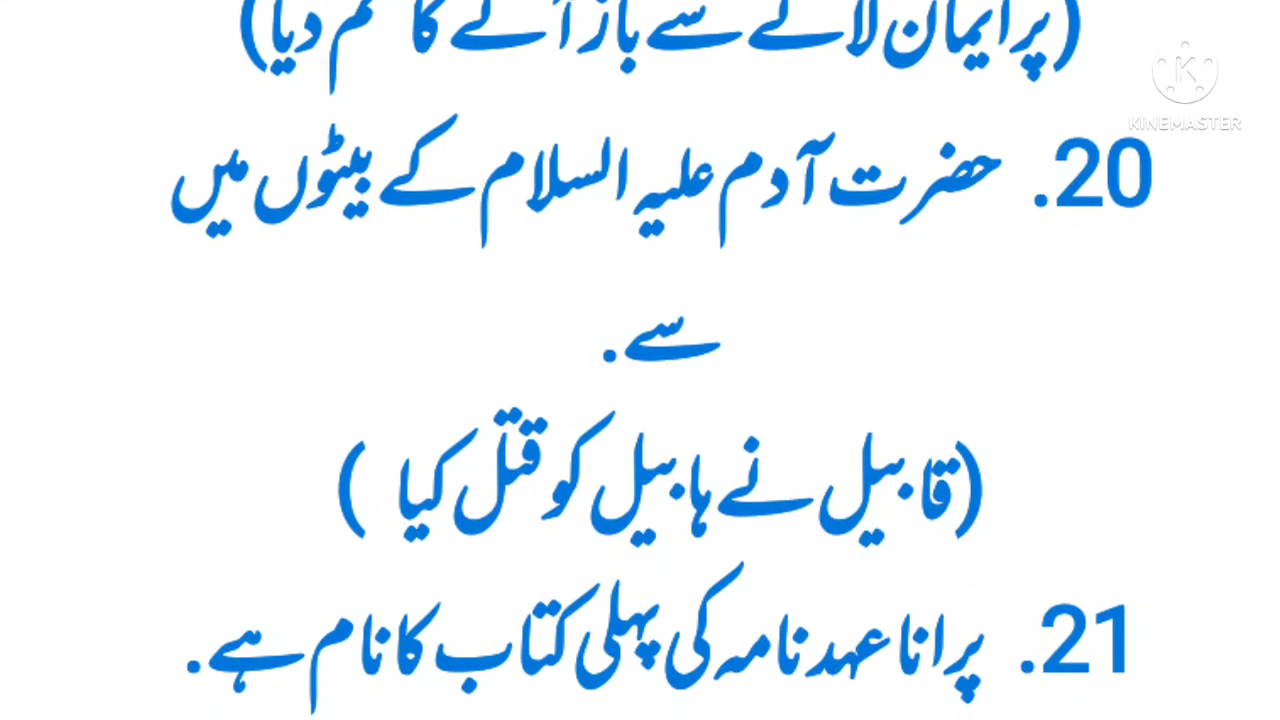 (پر ایمان لانے سے باز آنے کا حکم دیا)
20. حضرت آدم علیہ السلام کے بیٹوں میں
سے.
(قابیل نے ہابیل کو قتل کیا )
21. پرانا عہد نامہ کی پہلی کتاب کا نام ہے.
KINEMASTER